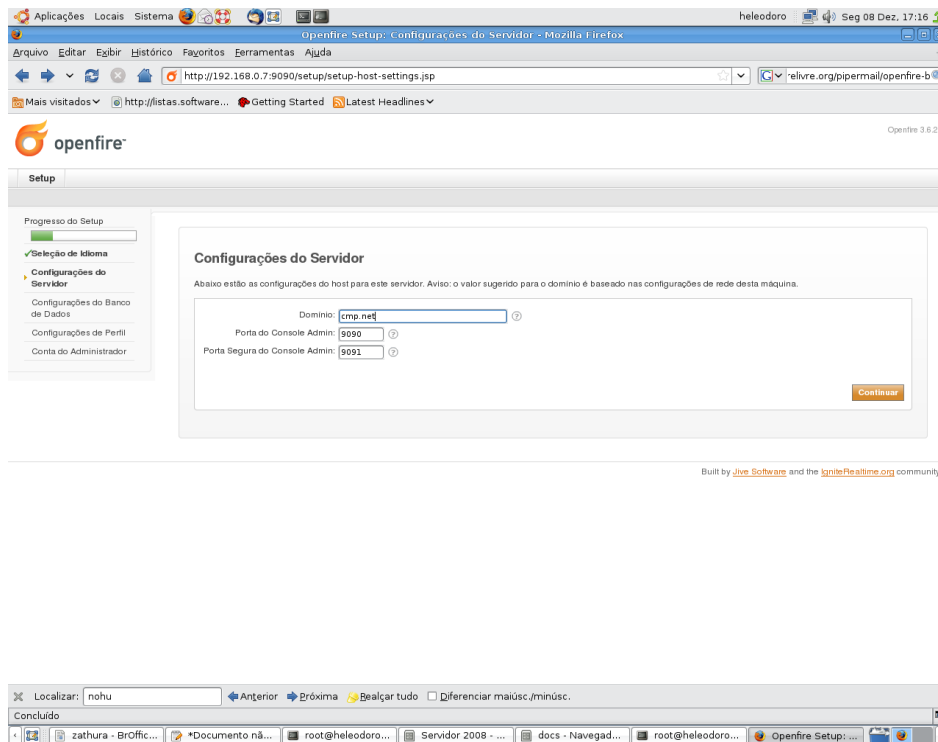 Aplicações Locais Sistema heleodoro Seg 08 Dez, 17:16
Openfire Setup: Configurações do Servidor - Mozilla Firefox
Arquivo Editar Exibir Histórico Favoritos Ferramentas Ajuda
http://192.168.0.7:9090/setup/setup-host-settings.jsp elivre.org/pipermail/openfire-b
Mais visitados http://listas.software... Getting Started Latest Headlines
openfire™
Openfire 3.6.2
Setup
Progresso do Setup
Seleção de Idioma
Configurações do
Servidor
Configurações do Banco
de Dados
Configurações de Perfil
Conta do Administrador
Configurações do Servidor
Abaixo estão as configurações do host para este servidor. Aviso: o valor sugerido para o domínio é baseado nas configurações de rede desta máquina.
Domínio: cmp.net
Porta do Console Admin: 9090
Porta Segura do Console Admin: 9091
Continuar
Built by Jive Software and the IgniteRealtime.org community
Localizar: nohu Anterior Próxima Realçar tudo Diferenciar maiúsc./minúsc.
Concluído
zathura - BrOffic... *Documento nã... root@heleodoro... Servidor 2008 - ... docs - Navegad... root@heleodoro... Openfire Setup: ...